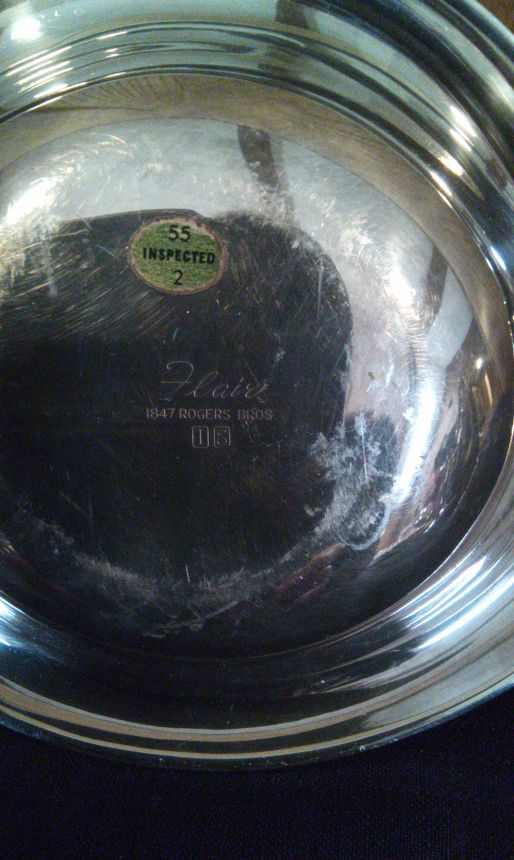 55
INSPECTED
2
Flair
1847 ROGERS BROS
I S